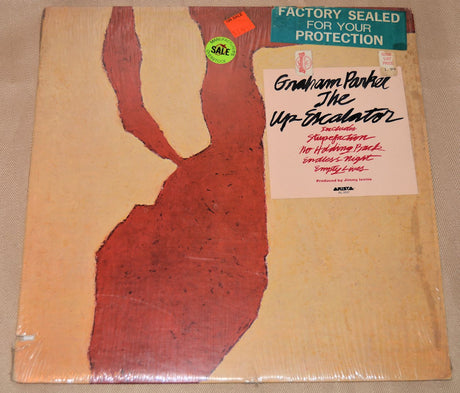 FACTORY SEALED
FOR YOUR
PROTECTION
SALE
Graham Parker
The
Up Escalator
Includes
Stupefaction
No Holding Back
Endless Night
Empty Lives
Produced by Jimmy Iovine
ARISTA